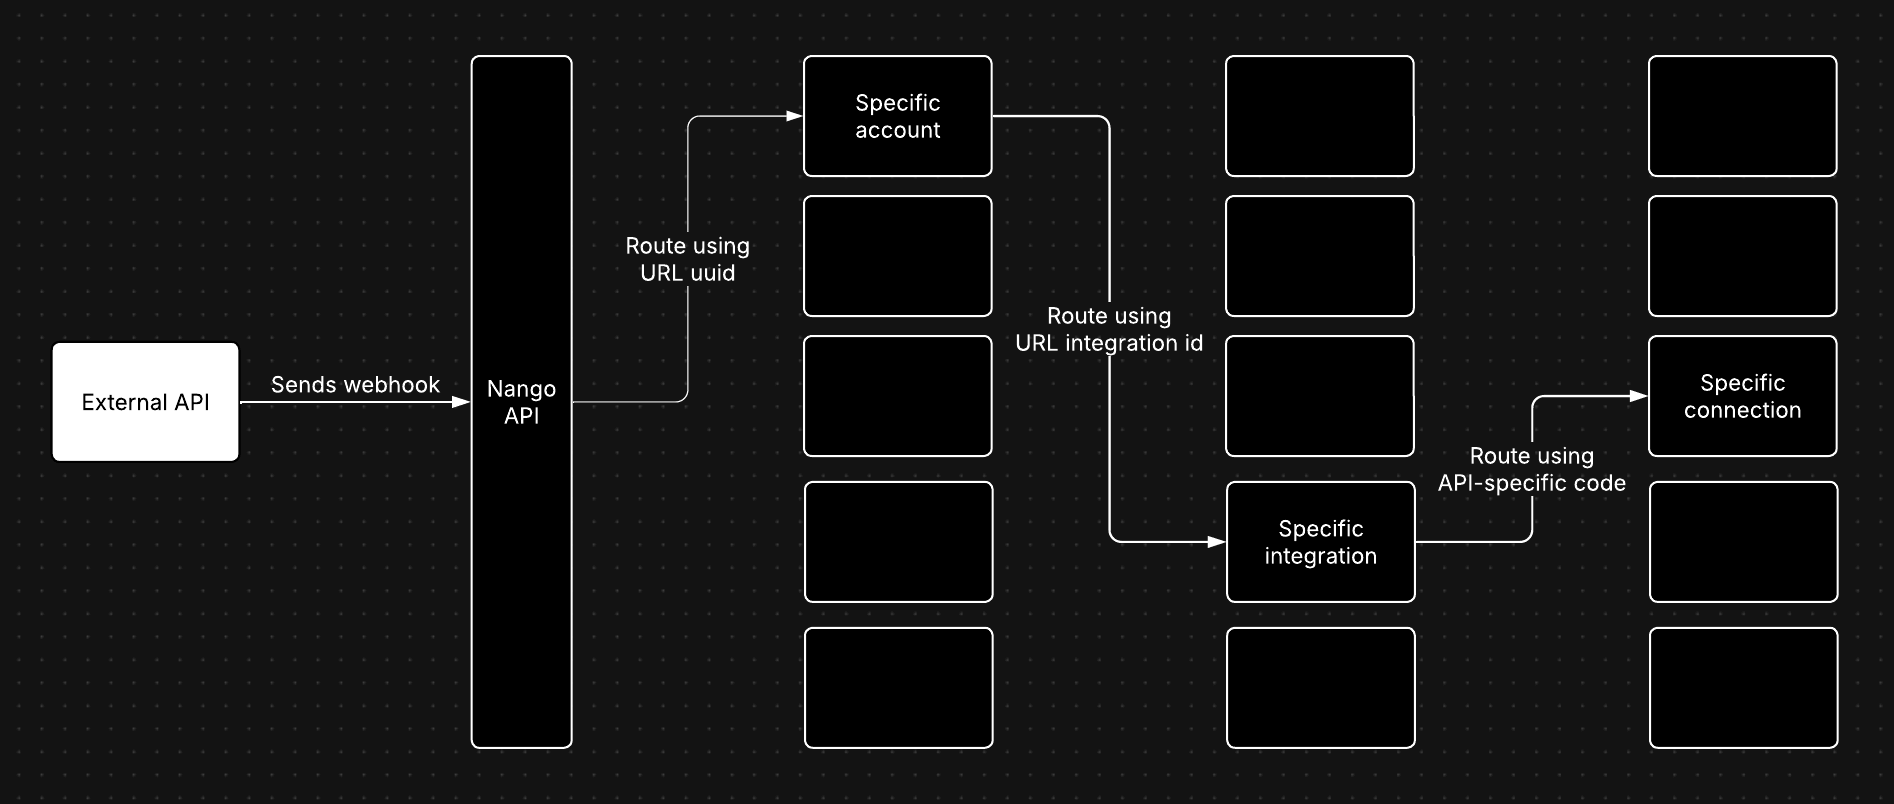 External API
Sends webhook
Nango
API
Route using
URL uuid
Specific
account
Route using
URL integration id
Specific
integration
Route using
API-specific code
Specific
connection